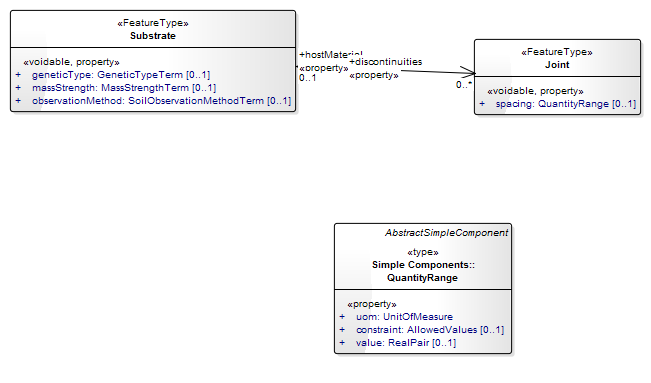 «FeatureType»
Substrate
«voidable, property»
+ geneticType: GeneticTypeTerm [0..1]
+ massStrength: MassStrengthTerm [0..1]
+ observationMethod: SoilObservationMethodTerm [0..1]
+hostMaterial
«property»
0..1
+discontinuities
«property»
0..*
«FeatureType»
Joint
«voidable, property»
+ spacing: QuantityRange [0..1]
AbstractSimpleComponent
«type»
Simple Components::
QuantityRange
«property»
+ uom: UnitOfMeasure
+ constraint: AllowedValues [0..1]
+ value: RealPair [0..1]